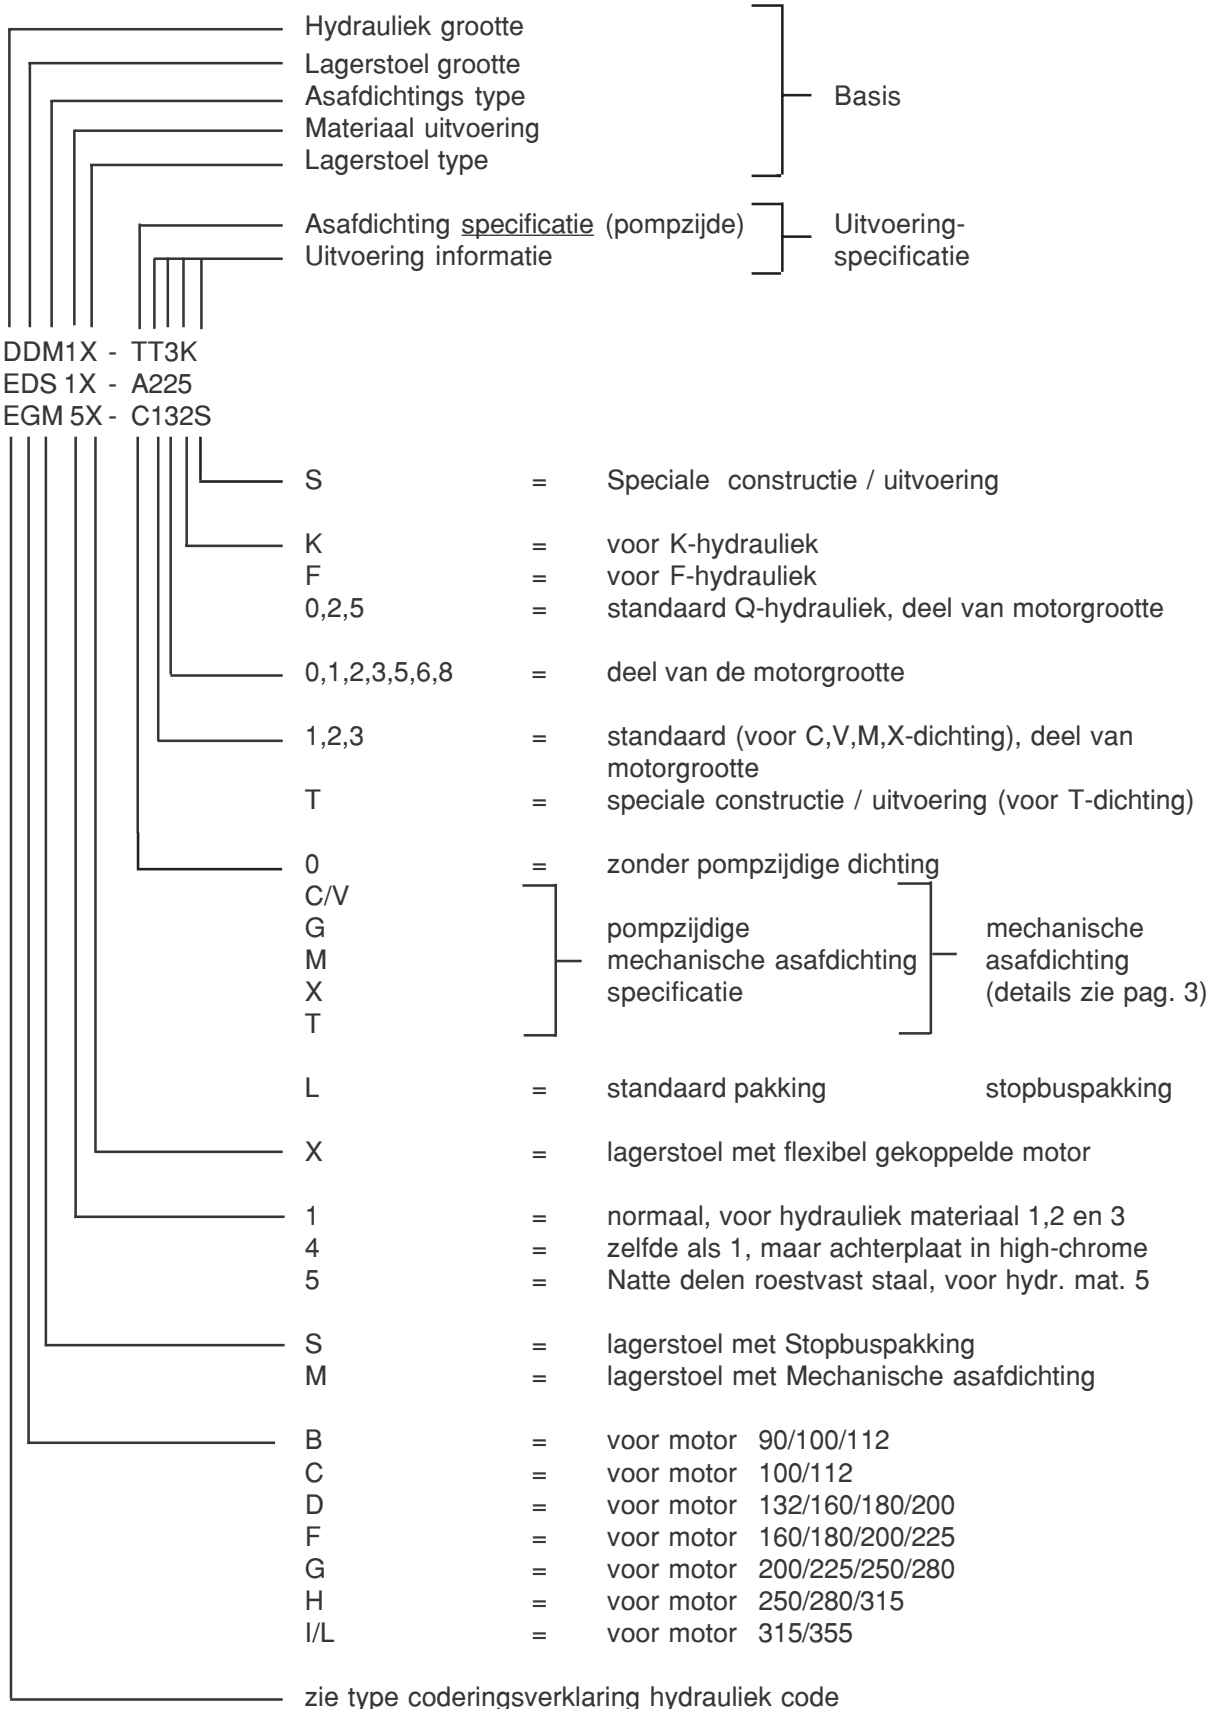 Hydrauliek grootte
Lagerstoel grootte
Asafdichtings type
Materiaal uitvoering
Lagerstoel type
Basis
Asafdichting specificatie (pompzijde)
Uitvoering informatie
Uitvoering-
specificatie
DDM1X - TT3K
EDS 1X - A225
EGM 5X - C132S
S = Speciale constructie / uitvoering
K = voor K-hydrauliek
F = voor F-hydrauliek
0,2,5 = standaard Q-hydrauliek, deel van motorgrootte
0,1,2,3,5,6,8 = deel van de motorgrootte
1,2,3 = standaard (voor C,V,M,X-dichting), deel van
motorgrootte
T = speciale constructie / uitvoering (voor T-dichting)
0 = zonder pompzijdige dichting
C/V
G pompzijdige mechanische
M mechanische asafdichting asafdichting
X specificatie (details zie pag. 3)
T
L = standaard pakking stopbuspakking
X = lagerstoel met flexibel gekoppelde motor
1 = normaal, voor hydrauliek materiaal 1,2 en 3
4 = zelfde als 1, maar achterplaat in high-chrome
5 = Natte delen roestvast staal, voor hydr. mat. 5
S = lagerstoel met Stopbuspakking
M = lagerstoel met Mechanische asafdichting
B = voor motor 90/100/112
C = voor motor 100/112
D = voor motor 132/160/180/200
F = voor motor 160/180/200/225
G = voor motor 200/225/250/280
H = voor motor 250/280/315
I/L = voor motor 315/355
zie type coderingsverklaring hydrauliek code